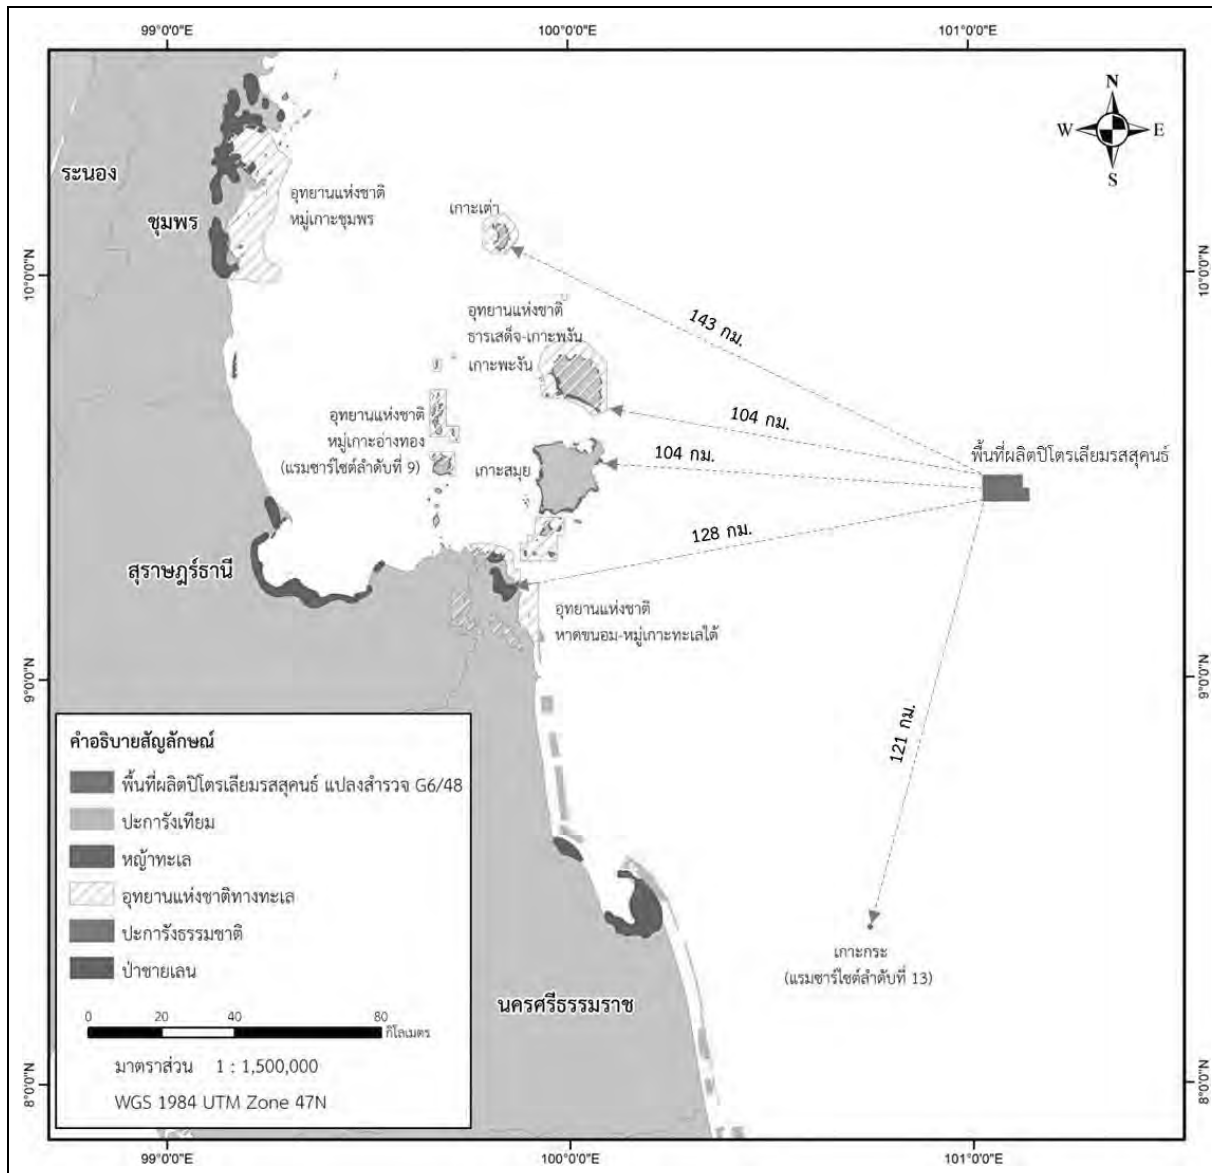 99°0'0"E
100°0'0"E
101°0'0"E
N
W
E
S
ระนอง
ชุมพร
อุทยานแห่งชาติ
หมู่เกาะชุมพร
เกาะเต่า
10°0'0"N
10°0'0"N
143 กม.
อุทยานแห่งชาติ
ธารเสด็จ-เกาะพงัน
เกาะพะงัน
104 กม.
อุทยานแห่งชาติ
หมู่เกาะอ่างทอง
(แรมซาร์ไซต์ลำดับที่ 9)
เกาะสมุย
104 กม.
พื้นที่ผลิตปิโตรเลียมรสสุคนธ์
128 กม.
สุราษฎร์ธานี
อุทยานแห่งชาติ
หาดขนอม-หมู่เกาะทะเลใต้
9°0'0"N
9°0'0"N
121 กม.
คำอธิบายสัญลักษณ์
พื้นที่ผลิตปิโตรเลียมรสสุคนธ์ แปลงสำรวจ G6/48
ปะการังเทียม
หญ้าทะเล
อุทยานแห่งชาติทางทะเล
ปะการังธรรมชาติ
ป่าชายเลน
เกาะกระ
(แรมซาร์ไซต์ลำดับที่ 13)
นครศรีธรรมราช
0 20 40 80
กิโลเมตร
มาตราส่วน 1 : 1,500,000
WGS 1984 UTM Zone 47N
8°0'0"N
8°0'0"N
99°0'0"E
100°0'0"E
101°0'0"E